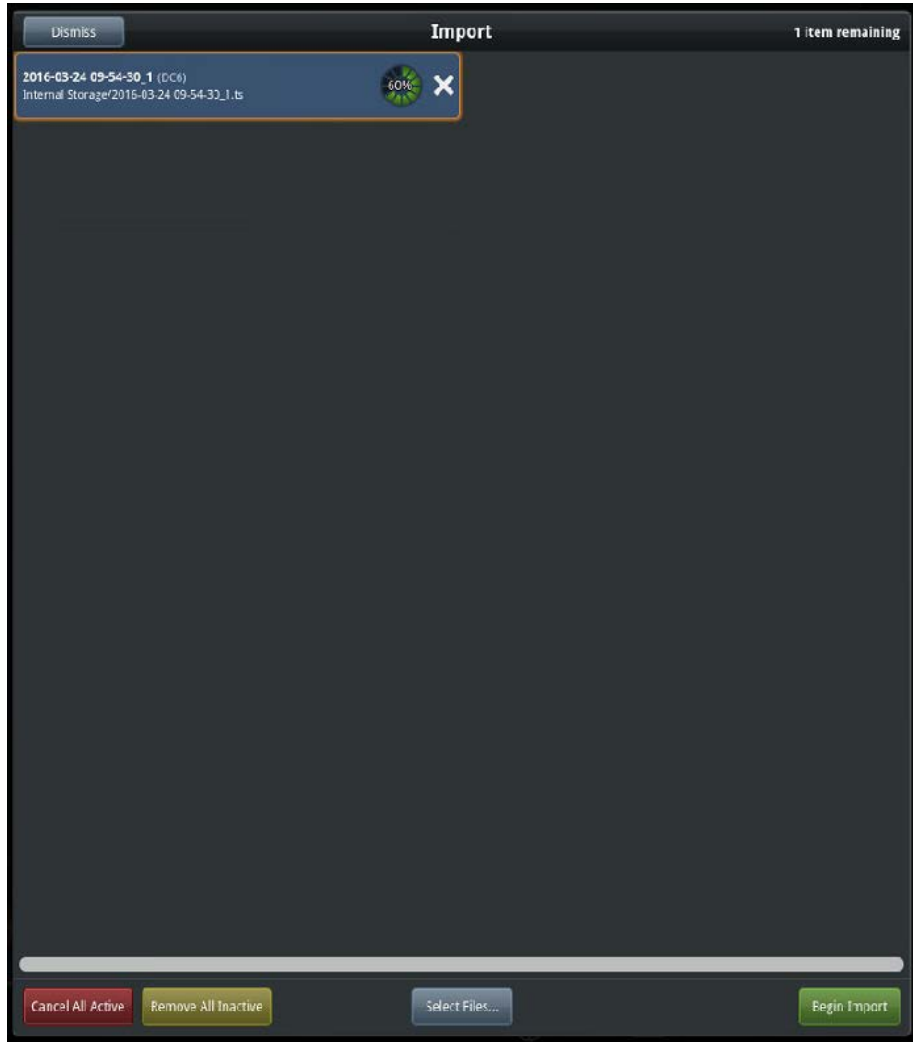 Dismiss
Import
1 item remaining
2016-03-24 09-54-30_1 (DC6)
Internal Storage/2016-03-24 09-54-30_1.ts
60%
Cancel All Active
Remove All Inactive
Select Files...
Begin Import